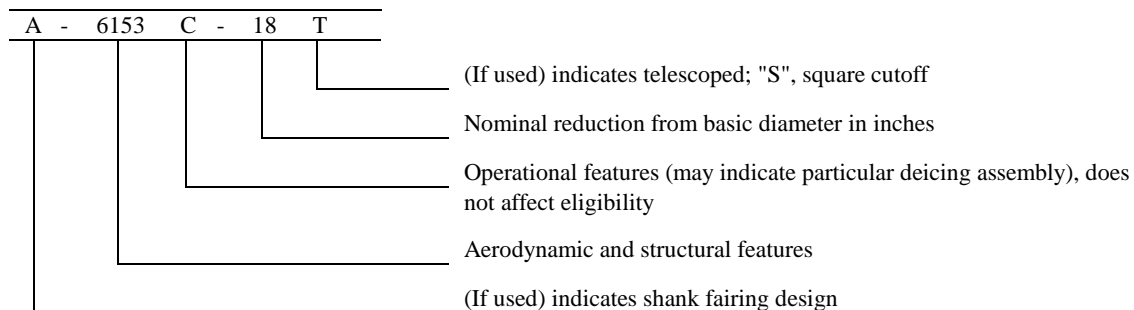 A - 6153 C - 18 T
(If used) indicates telescoped; "S", square cutoff
Nominal reduction from basic diameter in inches
Operational features (may indicate particular deicing assembly), does
not affect eligibility
Aerodynamic and structural features
(If used) indicates shank fairing design